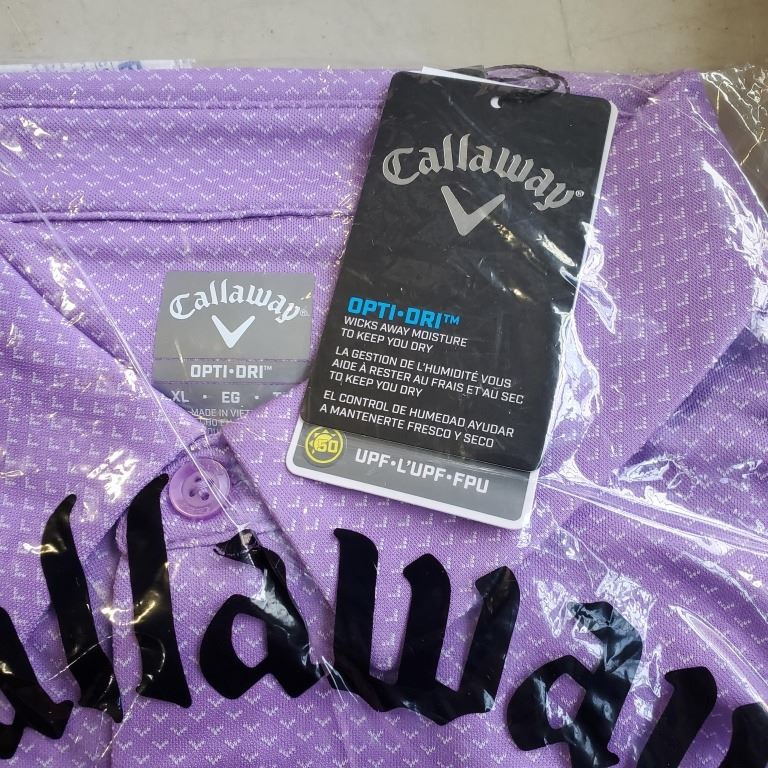 Callaway®
OPTI•DRI™
WICKS AWAY MOISTURE
TO KEEP YOU DRY
LA GESTION DE L'HUMIDITÉ VOUS
AIDE À RESTER AU FRAIS ET AU SEC
TO KEEP YOU DRY
EL CONTROL DE HUMEDAD AYUDAR
A MANTENERTE FRESCO Y SECO
50
UPF•L'UPF•FPU
Callaway®
OPTI•DRI™
XL • EG •
MADE IN
allaway